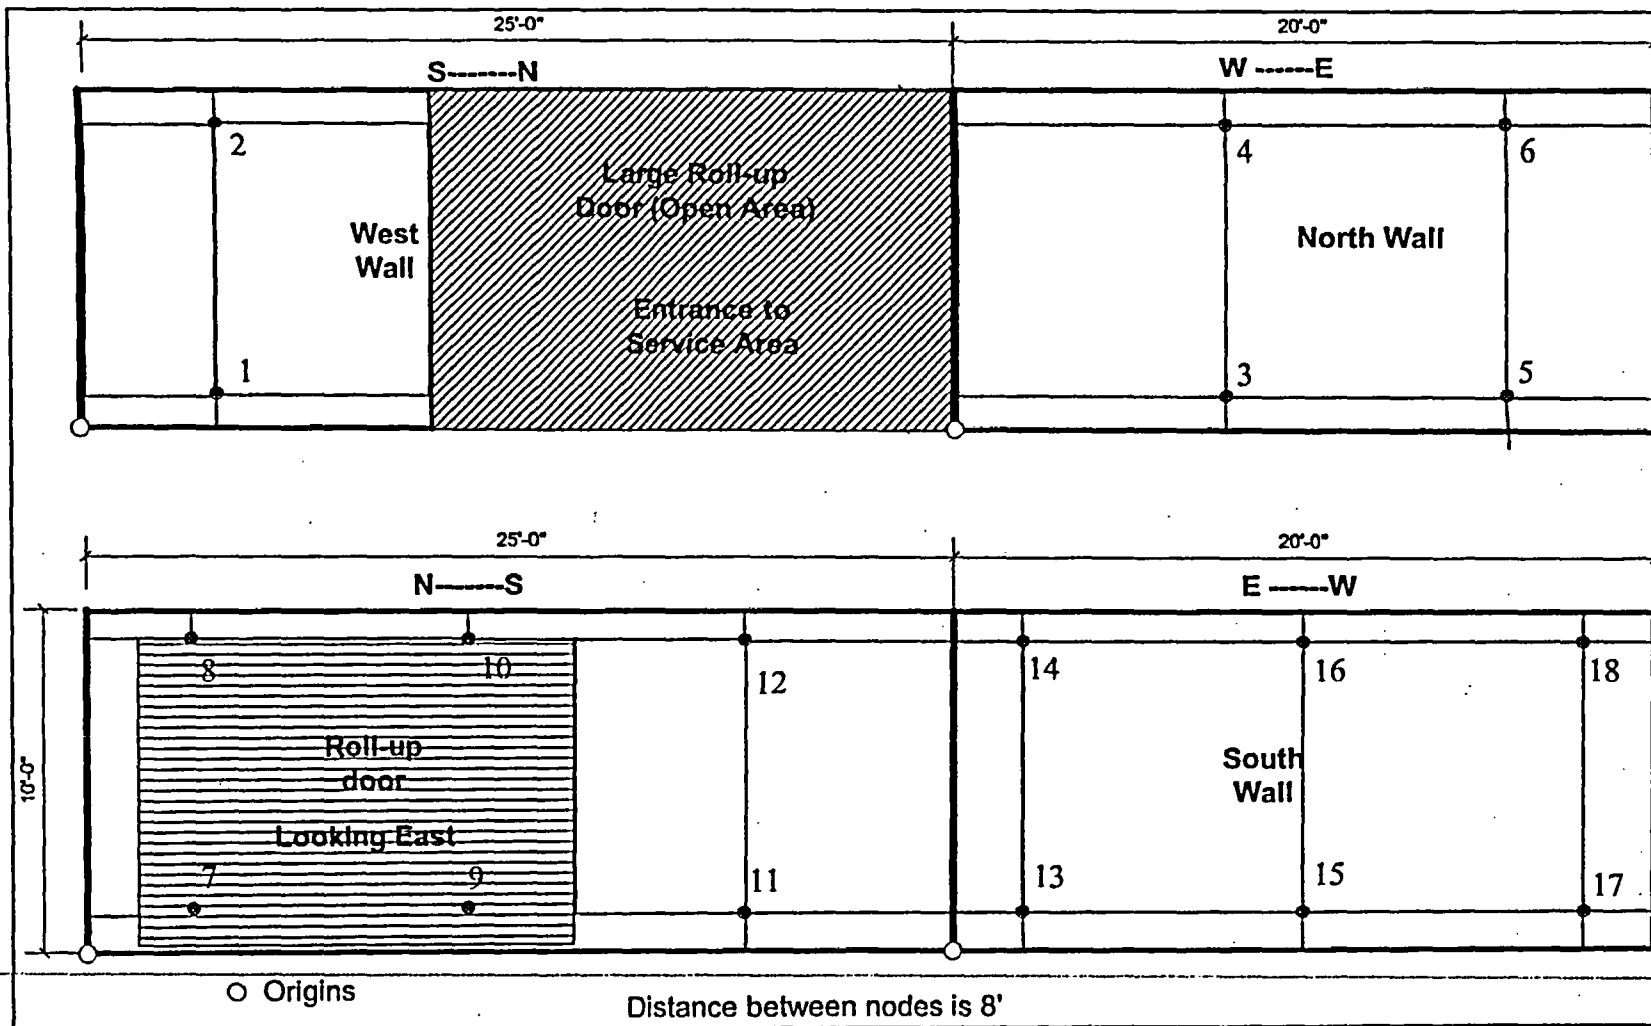 25'-0"
20'-0"
S-------N
W ------E
2
4
6
Large Roll-up
Door (Open Area)
West
Wall
North Wall
Entrance to
Service Area
1
3
5
25'-0"
20'-0"
N-------S
E ------W
8
10
12
14
16
18
Roll-up
door
South
Wall
10'-0"
Looking East
7
9
11
13
15
17
Origins
Distance between nodes is 8'